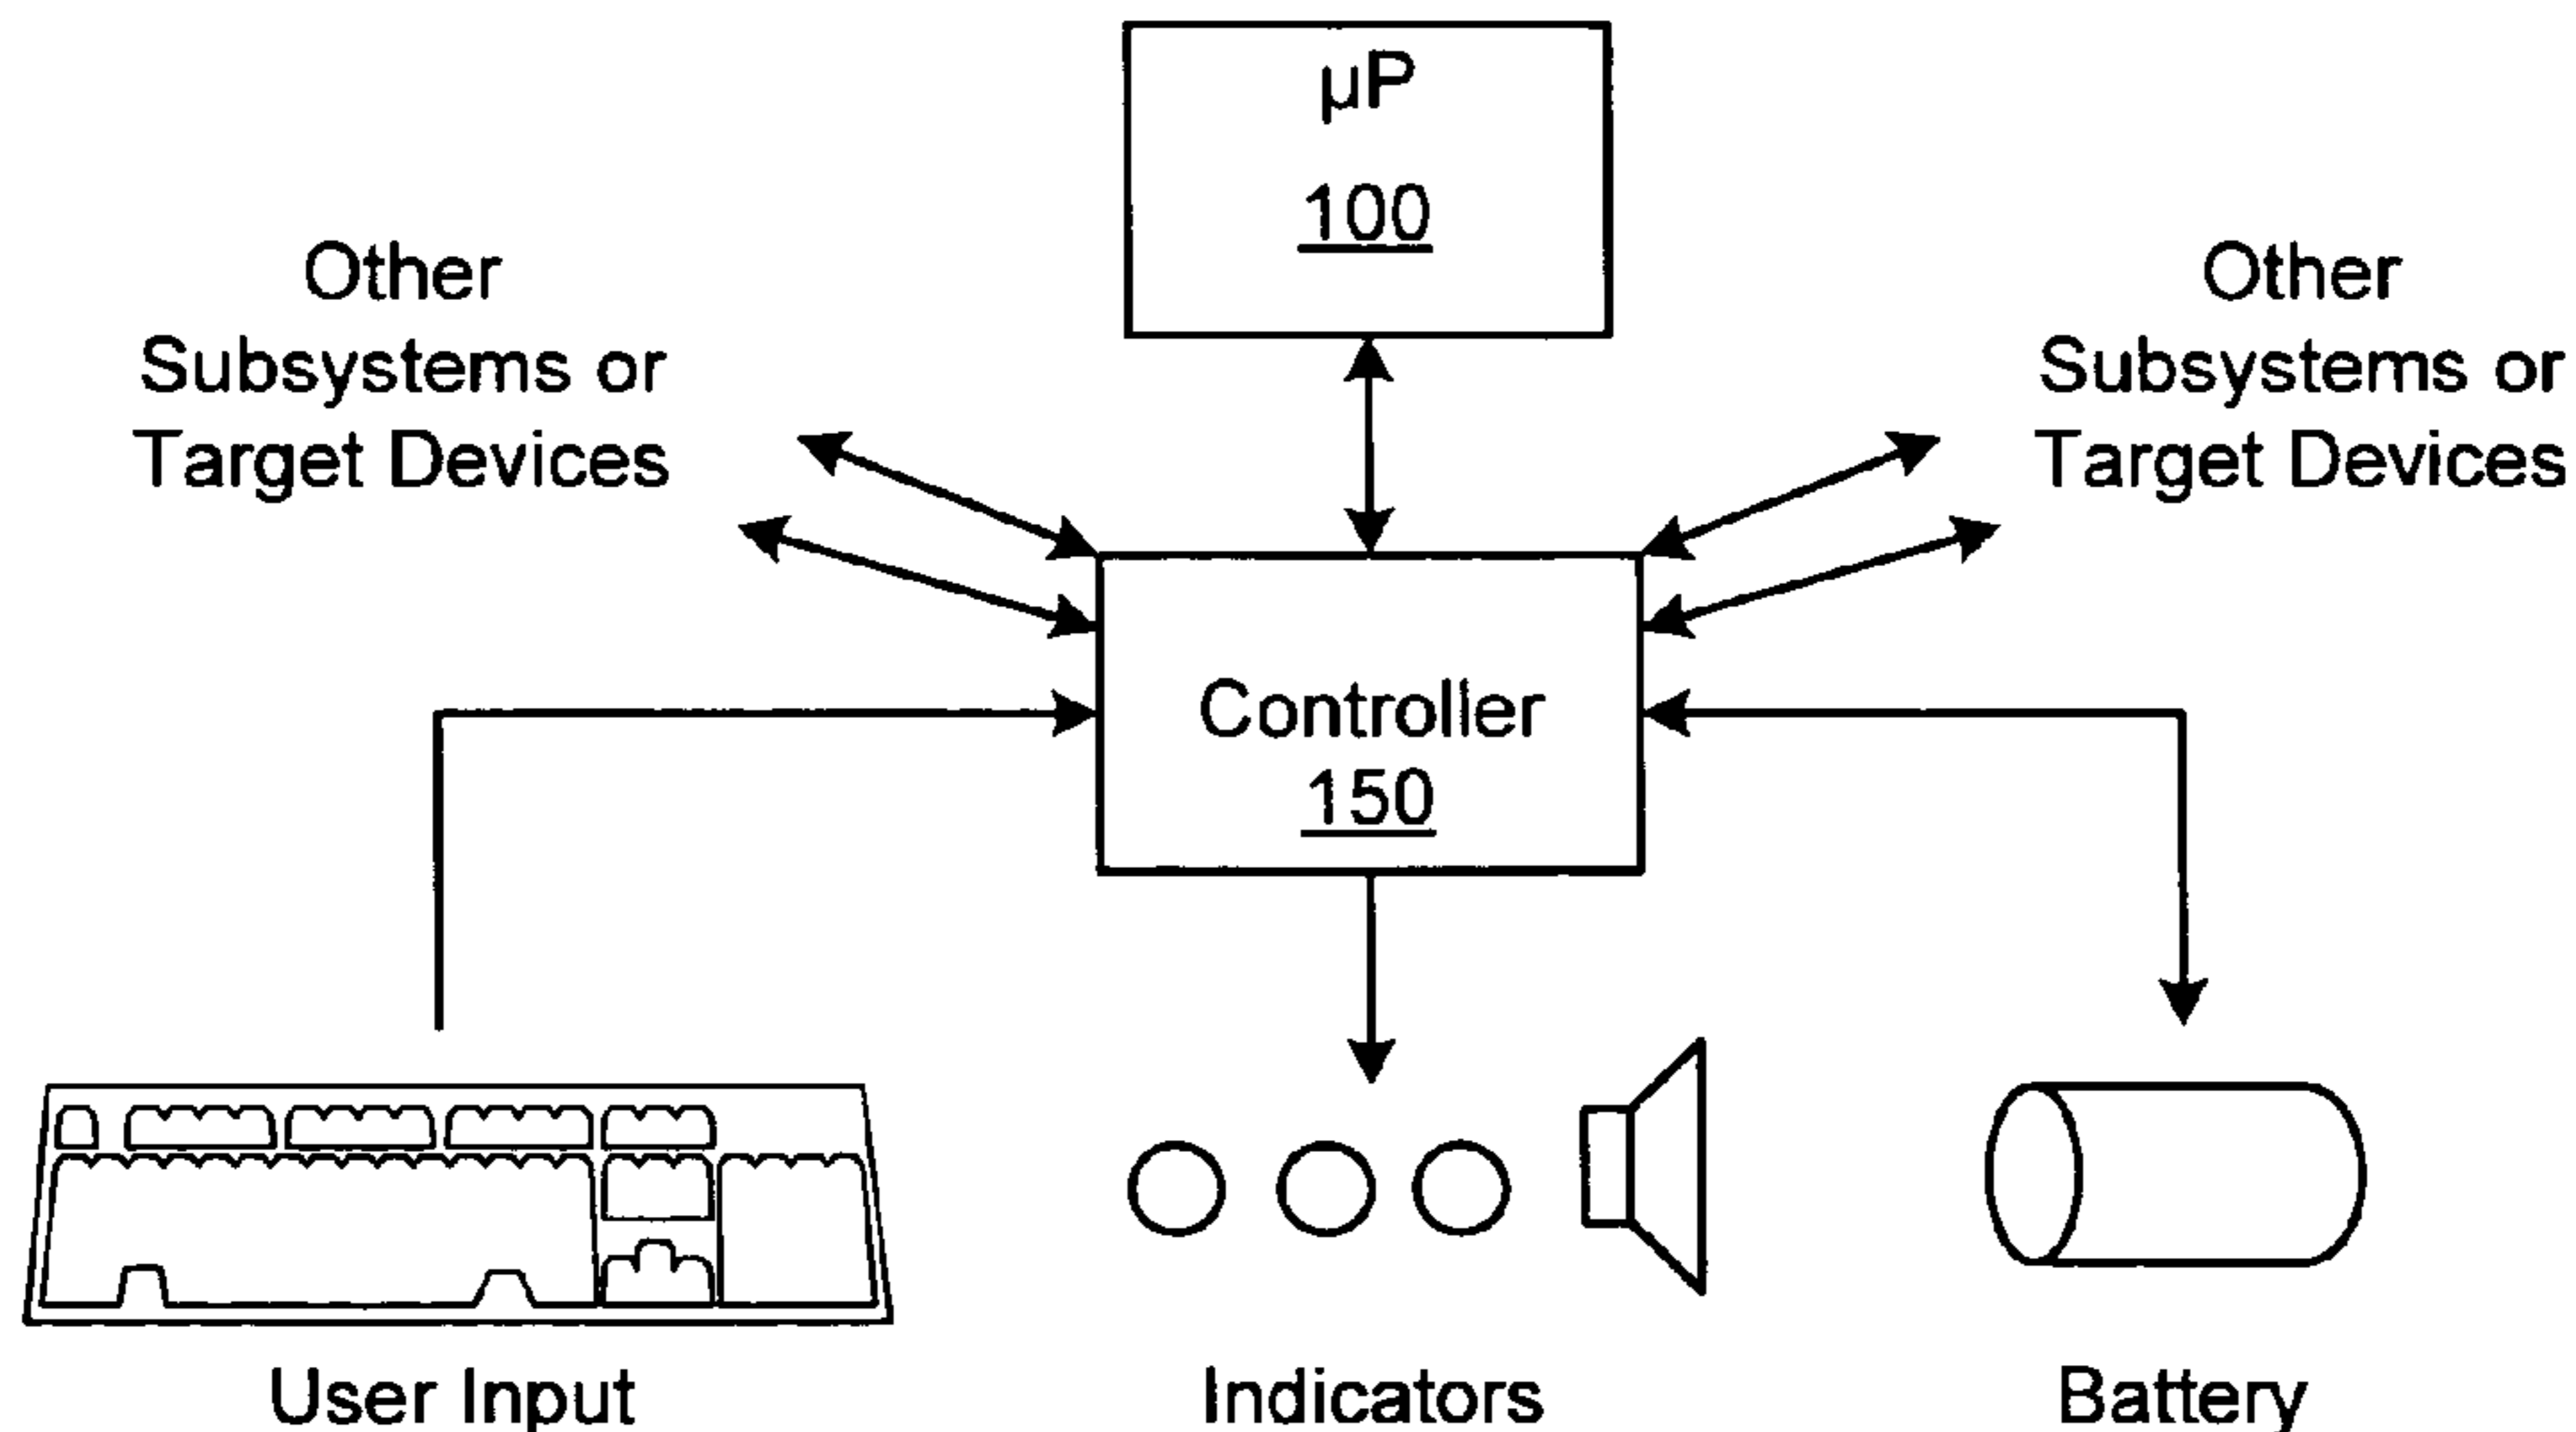 µP
100
Other
Subsystems or
Target Devices
Other
Subsystems or
Target Devices
Controller
150
User Input
Indicators
Battery